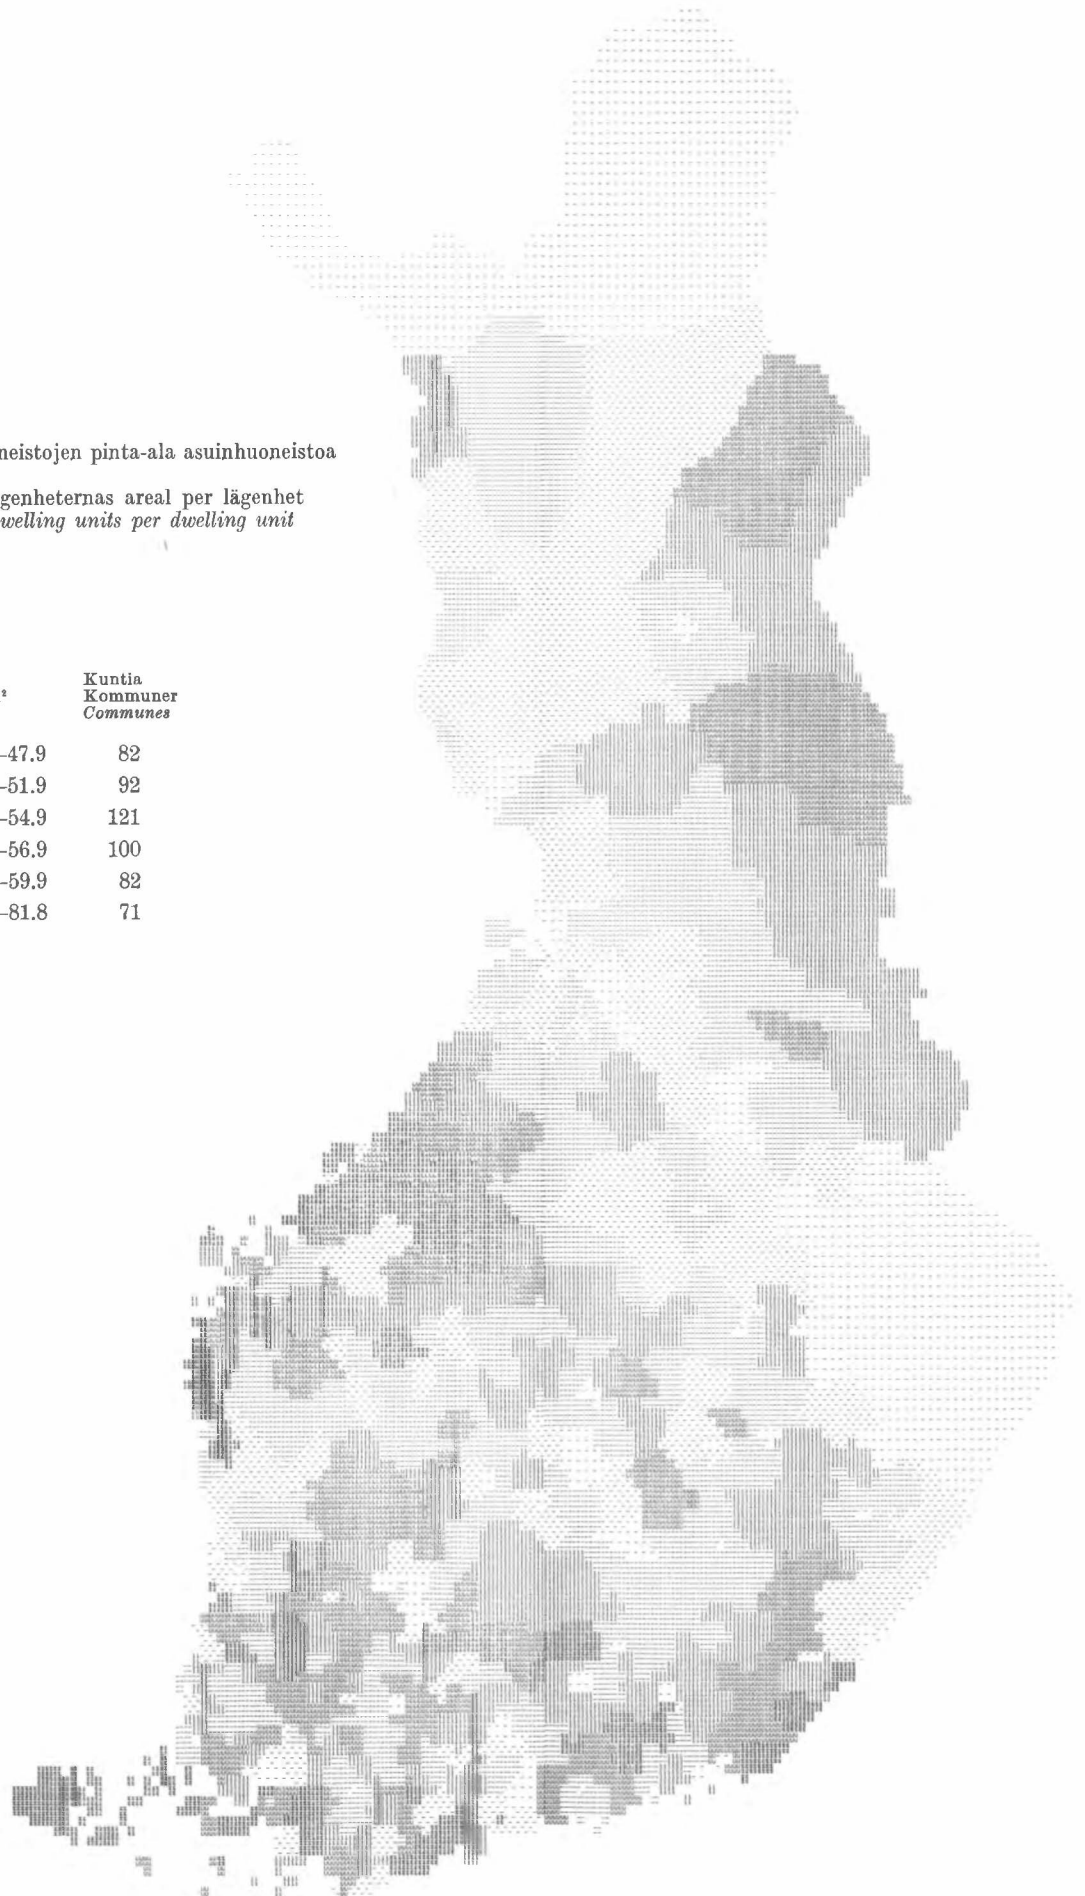 neistojen pinta-ala asuinhuoneistoa
genheternas areal per lägenhet
welling units per dwelling unit
Kuntia
² Kommuner
Communes
–47.9 82
–51.9 92
–54.9 121
–56.9 100
–59.9 82
–81.8 71